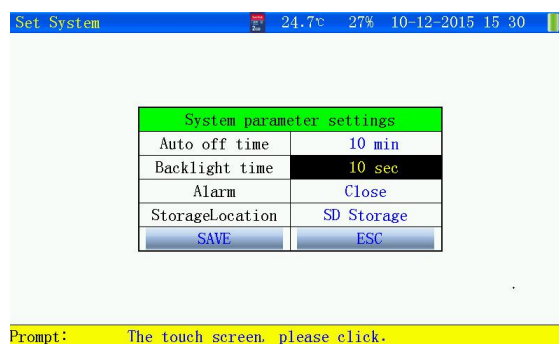 Set System 24.7℃ 27% 10-12-2015 15 30
System parameter settings
Auto off time 10 min
Backlight time 10 sec
Alarm Close
StorageLocation SD Storage
SAVE ESC
Prompt: The touch screen, please click.